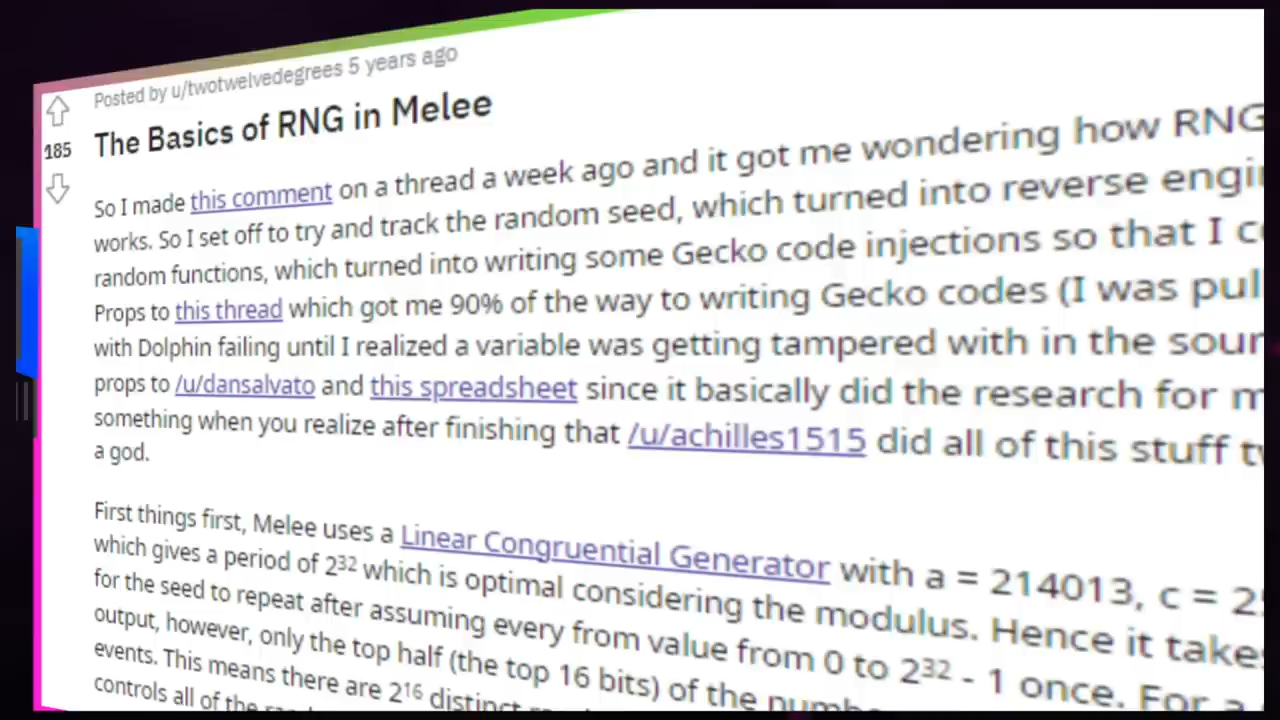 Posted by u/twotwelvedegrees 5 years ago
185
The Basics of RNG in Melee
So I made this comment on a thread a week ago and it got me wondering how RNG
works. So I set off to try and track the random seed, which turned into reverse engi
random functions, which turned into writing some Gecko code injections so that I c
Props to this thread which got me 90% of the way to writing Gecko codes (I was pul
with Dolphin failing until I realized a variable was getting tampered with in the sour
props to /u/dansalvato and this spreadsheet since it basically did the research for m
something when you realize after finishing that /u/achilles1515 did all of this stuff tw
a god.
First things first, Melee uses a Linear Congruential Generator with a = 214013, c = 2
which gives a period of 2³² which is optimal considering the modulus. Hence it takes
for the seed to repeat after assuming every from value from 0 to 2³² - 1 once. For a
output, however, only the top half (the top 16 bits) of the numbe
events. This means there are 2¹⁶ distinct
controls all of the